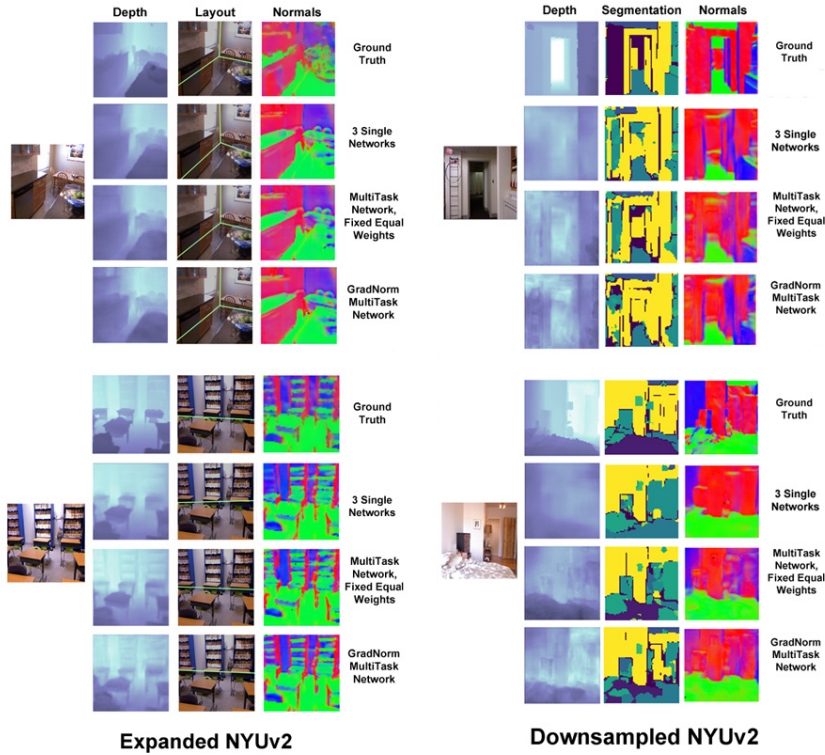 Depth Layout Normals
Ground
Truth
3 Single
Networks
MultiTask
Network,
Fixed Equal
Weights
GradNorm
MultiTask
Network
Ground
Truth
3 Single
Networks
MultiTask
Network,
Fixed Equal
Weights
GradNorm
MultiTask
Network
Expanded NYUv2
Depth Segmentation Normals
Ground
Truth
3 Single
Networks
MultiTask
Network,
Fixed Equal
Weights
GradNorm
MultiTask
Network
Ground
Truth
3 Single
Networks
MultiTask
Network,
Fixed Equal
Weights
GradNorm
MultiTask
Network
Downsampled NYUv2